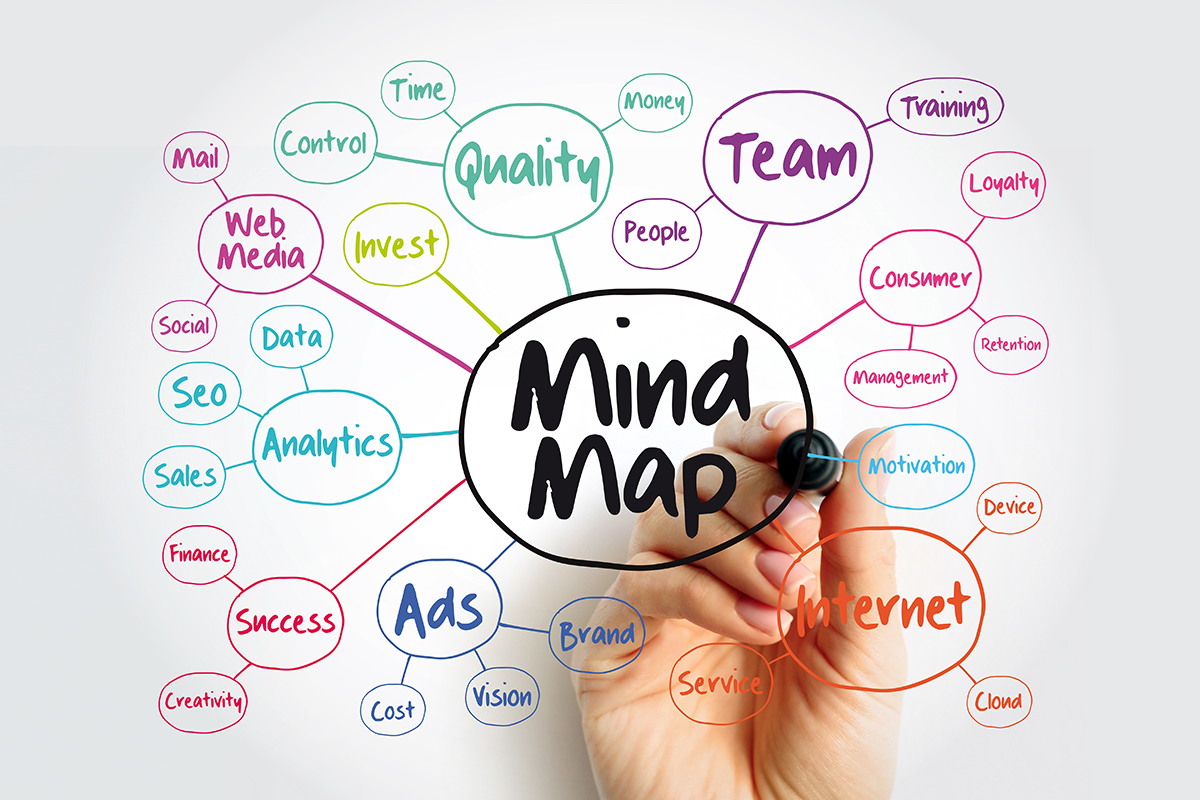 Time
Money
Control
Quality
Team
Training
Mail
Web
Media
Invest
People
Loyalty
Consumer
Social
Data
Retention
Management
Seo
Analytics
Sales
Mind
Map
Motivation
Device
Finance
Success
Ads
Brand
Internet
Creativity
Cost
Vision
Service
Cloud